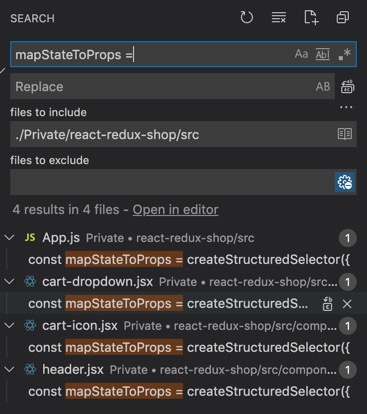 SEARCH
mapStateToProps =
Aa Abl .*
Replace
AB
...
files to include
./Private/react-redux-shop/src
files to exclude
4 results in 4 files - Open in editor
JS App.js Private • react-redux-shop/src 1
const mapStateToProps = createStructuredSelector({
cart-dropdown.jsx Private • react-redux-shop/src... 1
const mapStateToProps = createStructuredS...
cart-icon.jsx Private • react-redux-shop/src/comp... 1
const mapStateToProps = createStructuredSelector({
header.jsx Private • react-redux-shop/src/compon... 1
const mapStateToProps = createStructuredSelector({